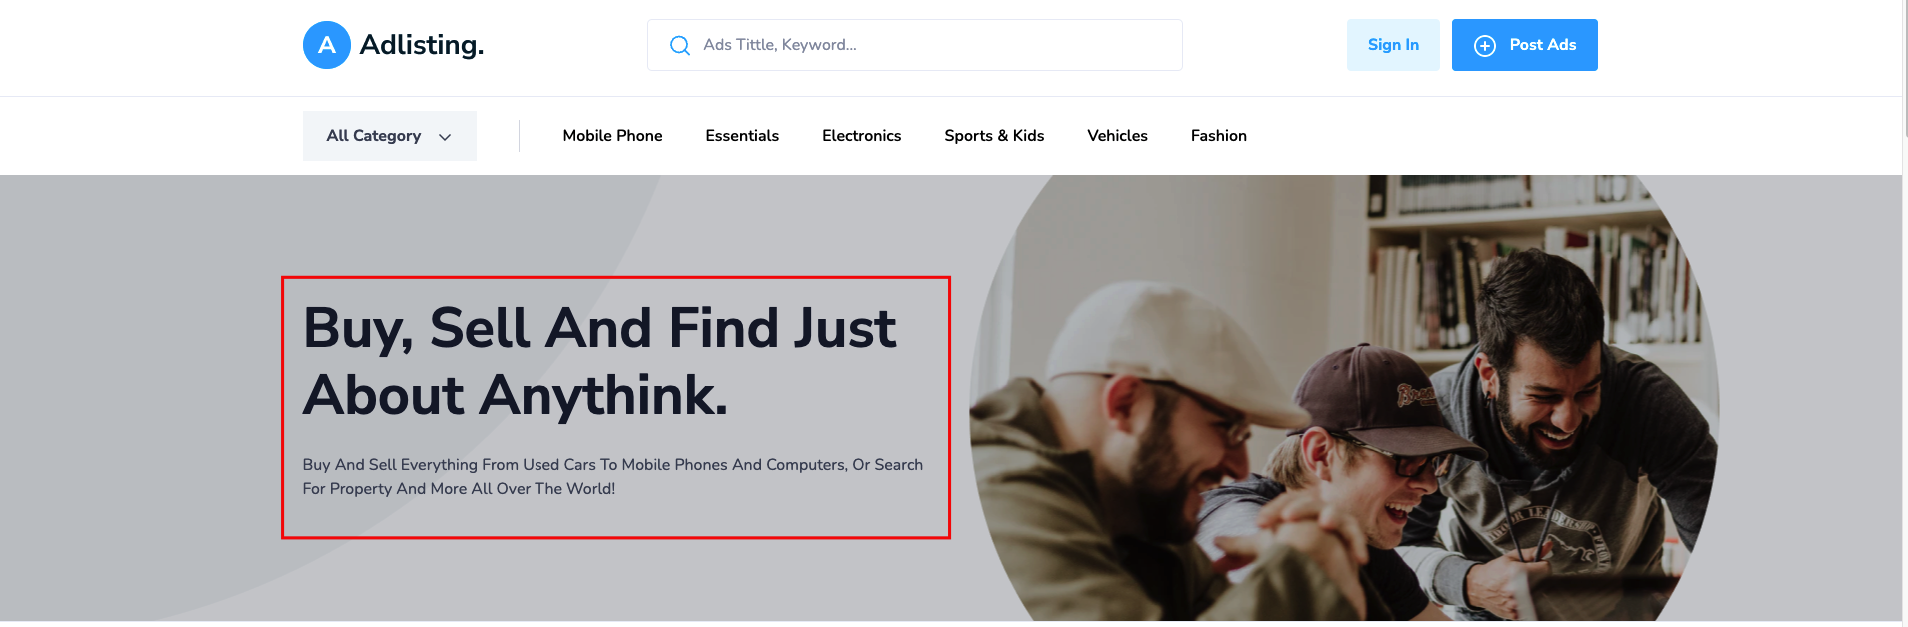 A Adlisting.
Ads Tittle, Keyword...
Sign In
Post Ads
All Category
Mobile Phone
Essentials
Electronics
Sports & Kids
Vehicles
Fashion
Buy, Sell And Find Just
About Anythink.
Buy And Sell Everything From Used Cars To Mobile Phones And Computers, Or Search
For Property And More All Over The World!